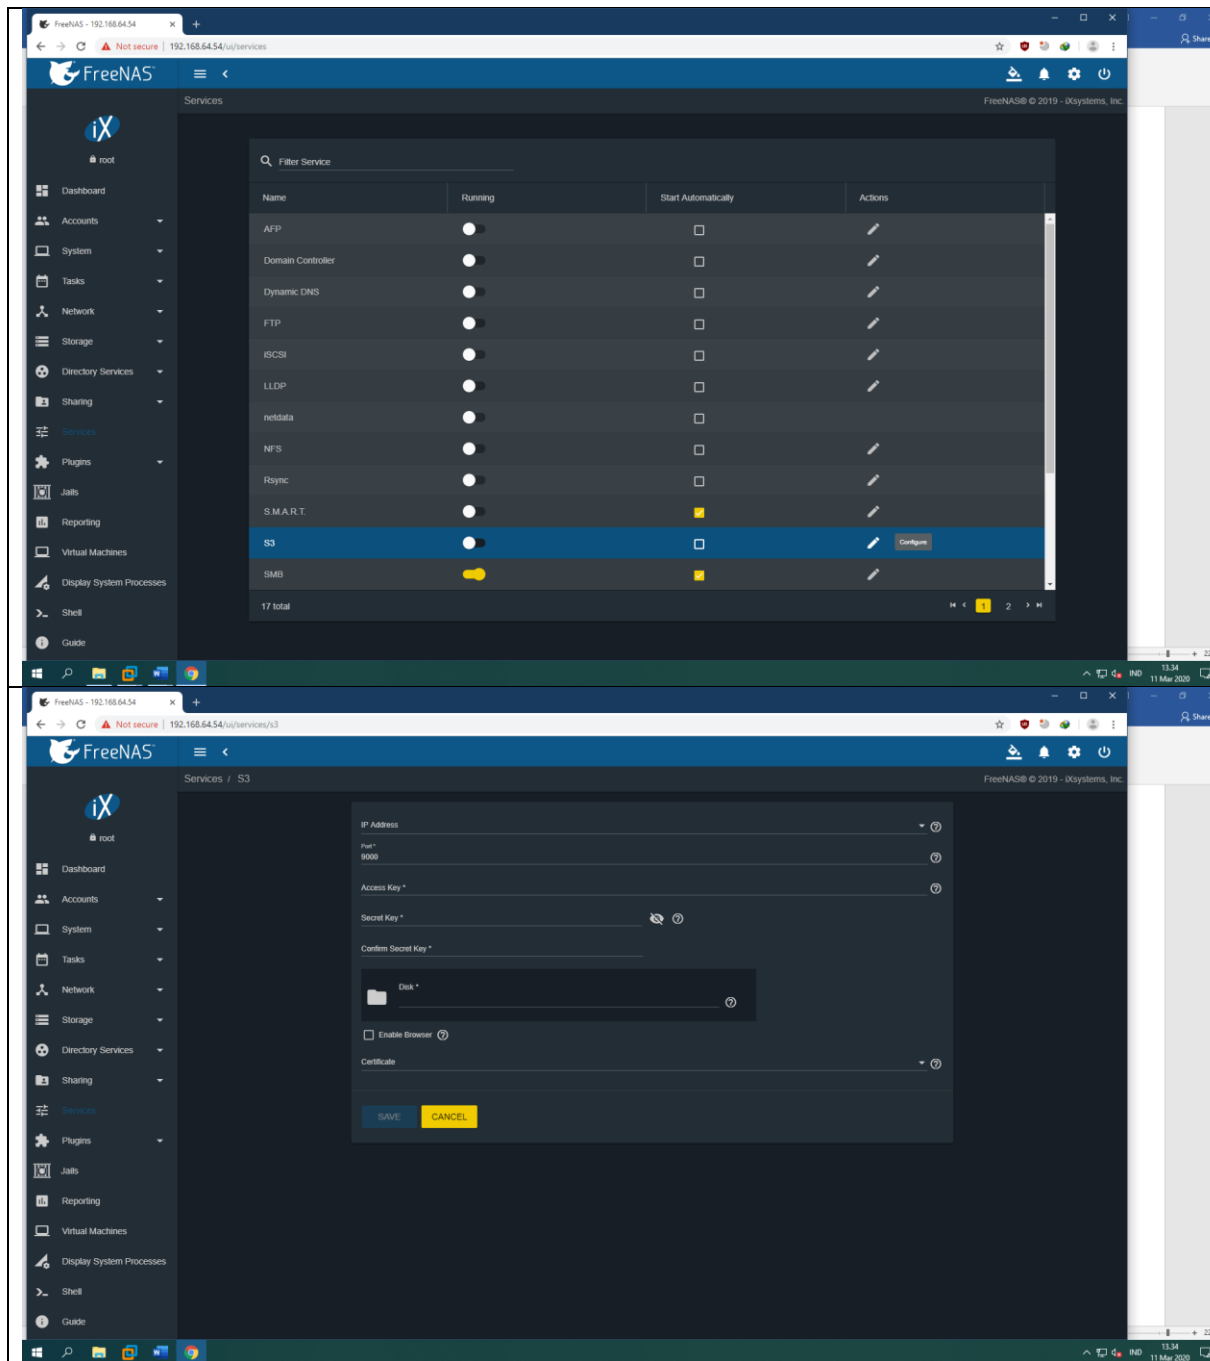 FreeNAS - 192.168.64.54
Share
Not secure | 192.168.64.54/ui/services
FreeNAS
Services
FreeNAS® © 2019 - iXsystems, Inc.
iX
root
Dashboard
Accounts
System
Tasks
Network
Storage
Directory Services
Sharing
Services
Plugins
Jails
Reporting
Virtual Machines
Display System Processes
Shell
Guide
Filter Service
Name Running Start Automatically Actions
AFP
Domain Controller
Dynamic DNS
FTP
iSCSI
LLDP
netdata
NFS
Rsync
S.M.A.R.T.
S3 Configure
SMB
17 total 1 2
IND 13.34
11 Mar 2020
FreeNAS - 192.168.64.54
Share
Not secure | 192.168.64.54/ui/services/s3
FreeNAS
Services / S3
FreeNAS® © 2019 - iXsystems, Inc.
iX
root
Dashboard
Accounts
System
Tasks
Network
Storage
Directory Services
Sharing
Services
Plugins
Jails
Reporting
Virtual Machines
Display System Processes
Shell
Guide
IP Address
Port *
9000
Access Key *
Secret Key *
Confirm Secret Key *
Disk *
Enable Browser
Certificate
SAVE CANCEL
IND 13.34
11 Mar 2020